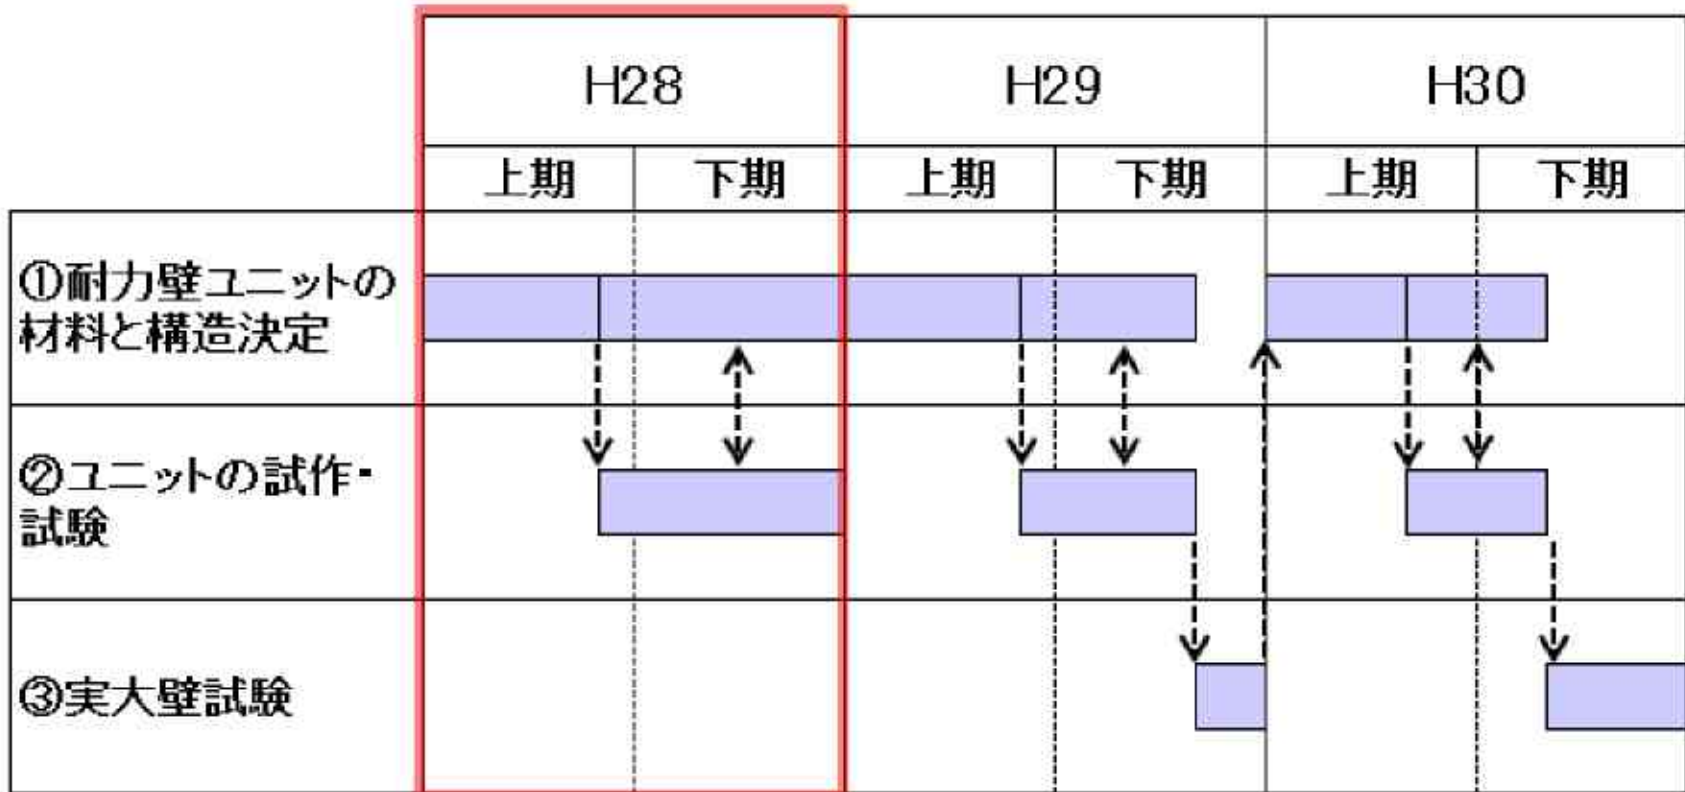 H28
H29
H30
上期
下期
上期
下期
上期
下期
①耐力壁ユニットの
材料と構造決定
②ユニットの試作・
試験
③実大壁試験